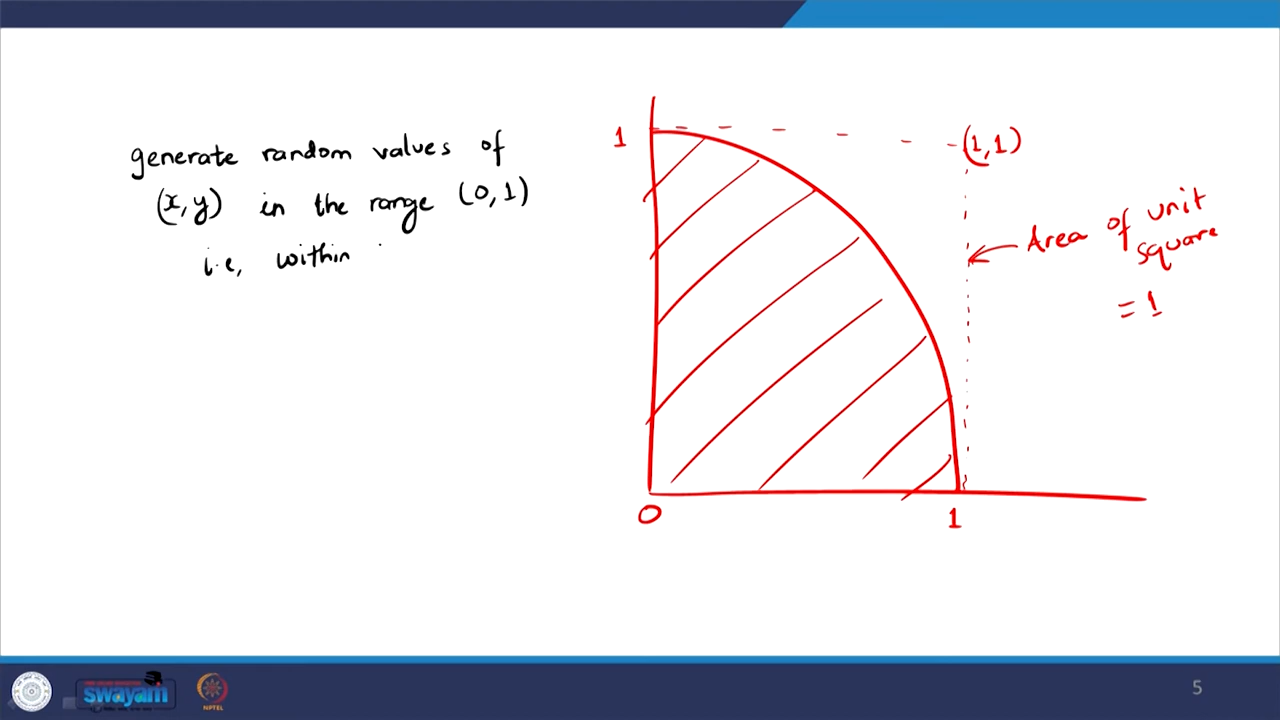 generate random values of
(x,y) in the range (0,1)
i.e, within
1
(1,1)
Area of unit
square
= 1
0
1
swayam
NPTEL
5